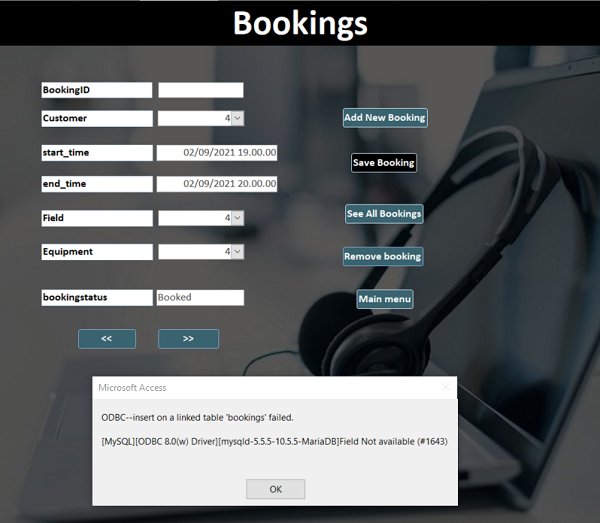 Bookings
BookingID
Customer 4
Add New Booking
start_time 02/09/2021 19.00.00
Save Booking
end_time 02/09/2021 20.00.00
Field 4
See All Bookings
Equipment 4
Remove booking
bookingstatus Booked
Main menu
<< >>
Microsoft Access
ODBC--insert on a linked table 'bookings' failed.
[MySQL][ODBC 8.0(w) Driver][mysqld-5.5.5-10.5.5-MariaDB]Field Not available (#1643)
OK